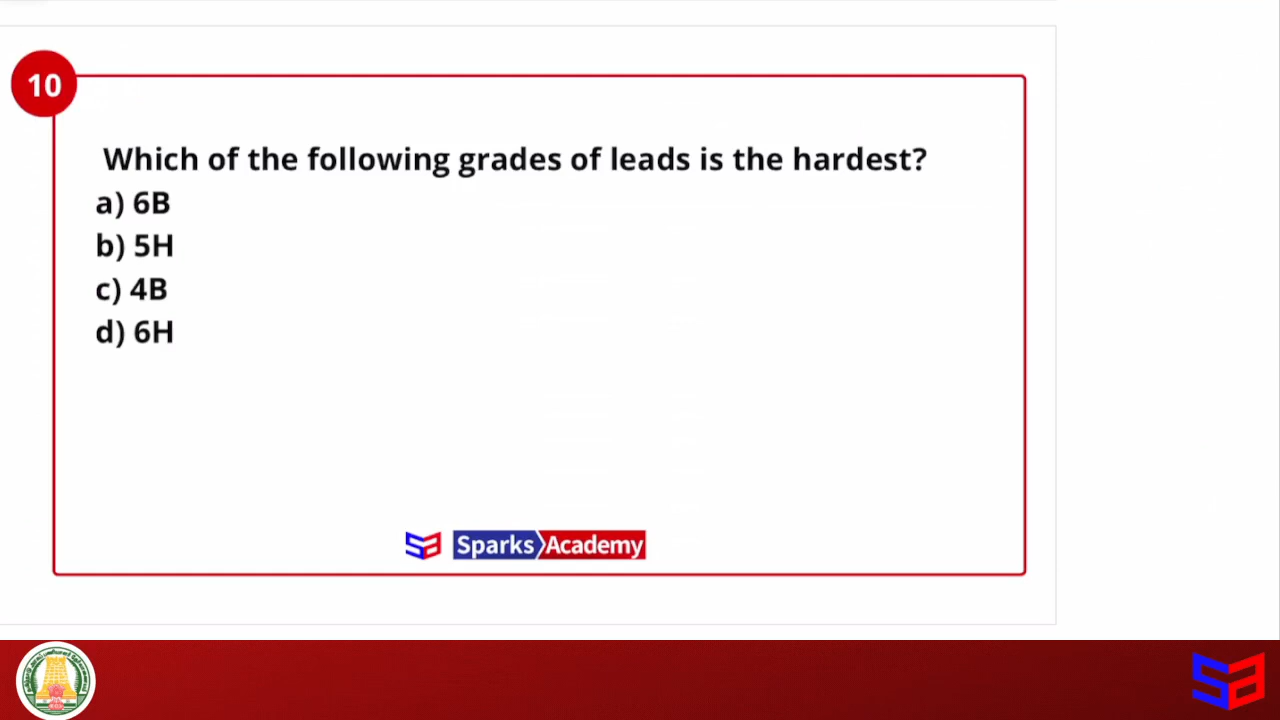 10
Which of the following grades of leads is the hardest?
a) 6B
b) 5H
c) 4B
d) 6H
Sparks Academy